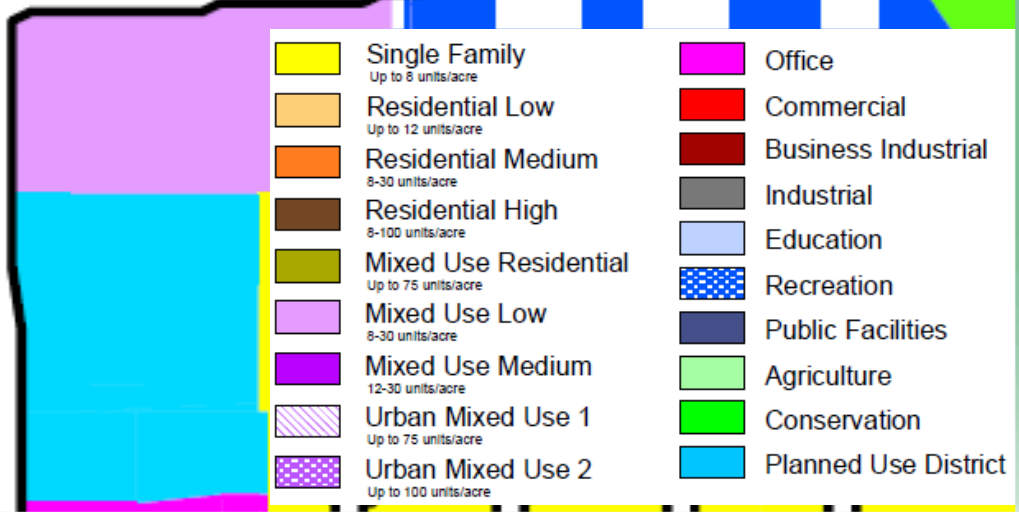 Single Family
Up to 8 units/acre
Residential Low
Up to 12 units/acre
Residential Medium
8-30 units/acre
Residential High
8-100 units/acre
Mixed Use Residential
Up to 75 units/acre
Mixed Use Low
8-30 units/acre
Mixed Use Medium
12-30 units/acre
Urban Mixed Use 1
Up to 75 units/acre
Urban Mixed Use 2
Up to 100 units/acre
Office
Commercial
Business Industrial
Industrial
Education
Recreation
Public Facilities
Agriculture
Conservation
Planned Use District